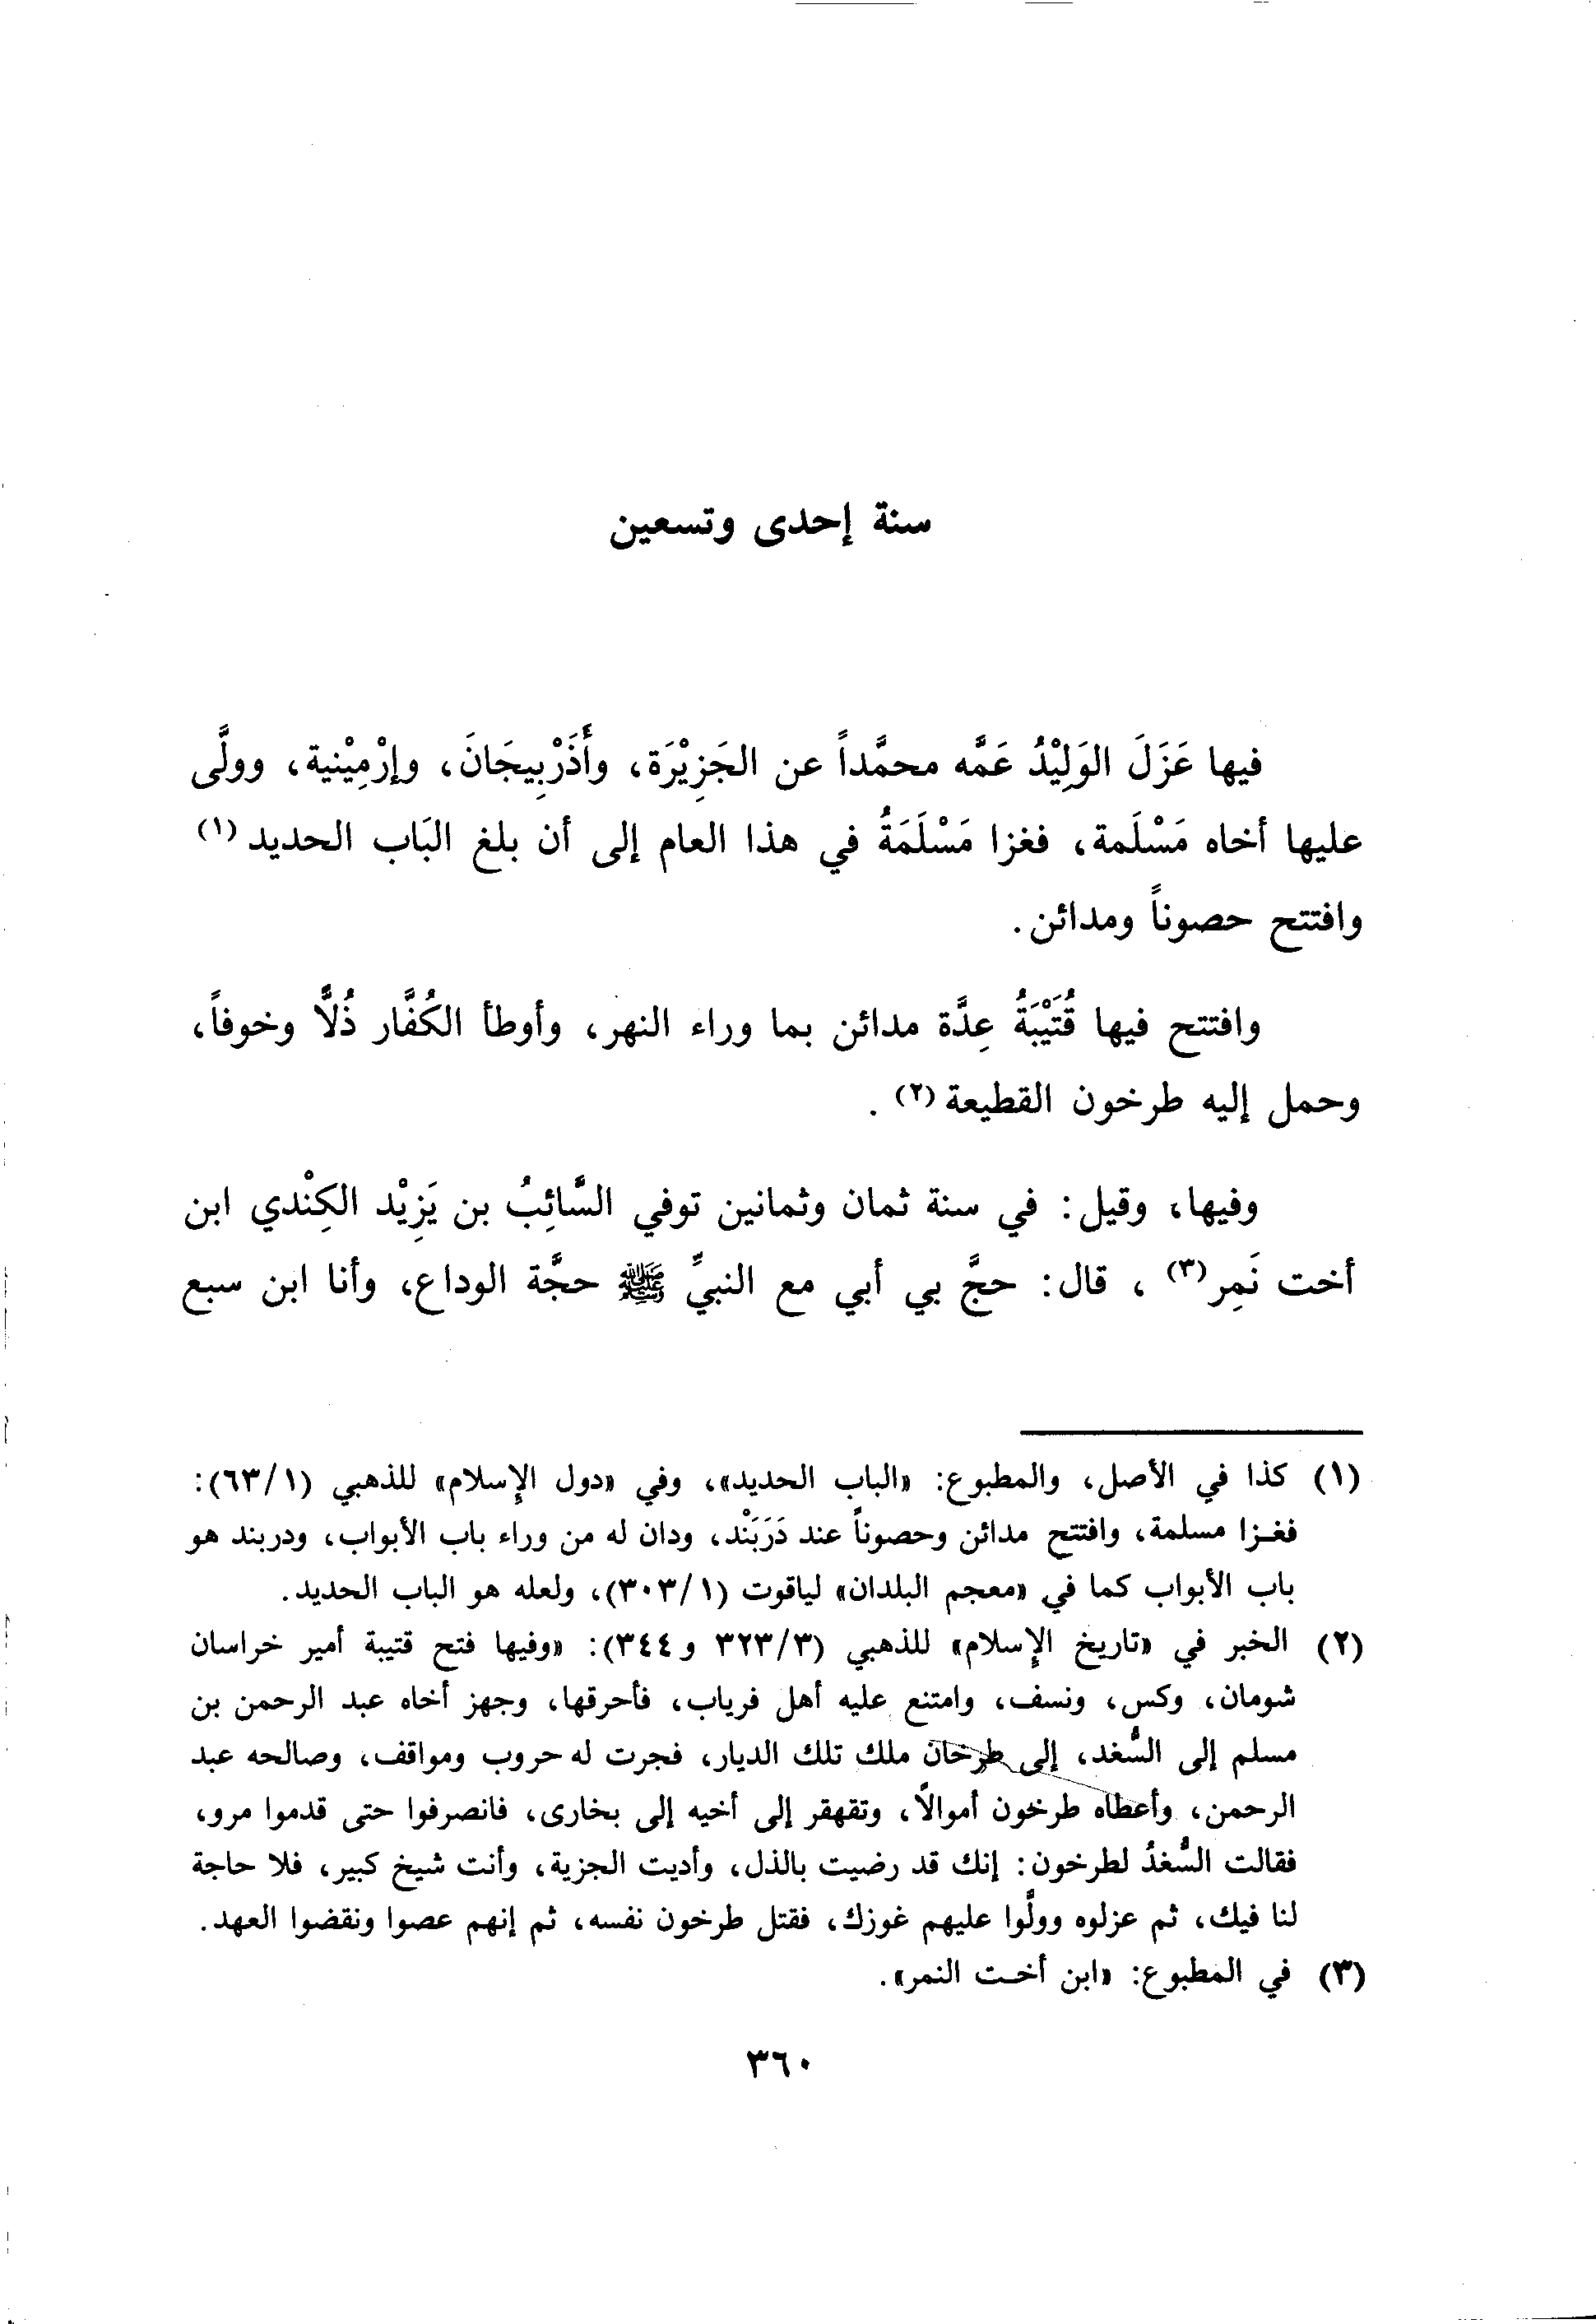 سنة إحدى وتسعين
فيها عَزَلَ الوَلِيْدُ عَمَّه محمَّداً عن الجَزِيْرَة، وأَذَرْبِيجَانَ، وإرْمِيْنية، وولَّى
عليها أخاه مَسْلَمة، فغزا مَسْلَمَةُ في هذا العام إلى أن بلغ البَاب الحديد (١)
وافتتح حصوناً ومدائن.
وافتتح فيها قُتَيْبَةُ عِدَّة مدائن بما وراء النهر، وأوطأ الكُفَّار ذُلًّا وخوفاً،
وحمل إليه طرخون القطيعة (٢) .
وفيها، وقيل: في سنة ثمان وثمانين توفي السَّائِبُ بن يَزِيْد الكِنْدي ابن
أخت نَمِر (٣) ، قال: حجَّ بي أبي مع النبيِّ ﷺ حجَّة الوداع، وأنا ابن سبع
(١) كذا في الأصل، والمطبوع: «الباب الحديد»، وفي «دول الإسلام» للذهبي (٦٣/١):
فغـزا مسلمة، وافتتح مدائن وحصوناً عند دَرَبَنْد، ودان له من وراء باب الأبواب، ودربند هو
باب الأبواب كما في «معجم البلدان» لياقوت (٣٠٣/١)، ولعله هو الباب الحديد.
(٢) الخبر في «تاريخ الإسلام» للذهبي (٣٢٣/٣ و ٣٤٤): «وفيها فتح قتيبة أمير خراسان
شومان، وكس، ونسف، وامتنع عليه أهل فرياب، فأحرقها، وجهز أخاه عبد الرحمن بن
مسلم إلى السُّغد، إلى طرخان ملك تلك الديار، فجرت له حروب ومواقف، وصالحه عبد
الرحمن، وأعطاه طرخون أموالاً، وتقهقر إلى أخيه إلى بخارى، فانصرفوا حتى قدموا مرو،
فقالت السُّغدُ لطرخون: إنك قد رضيت بالذل، وأديت الجزية، وأنت شيخ كبير، فلا حاجة
لنا فيك، ثم عزلوه وولَّوا عليهم غوزك، فقتل طرخون نفسه، ثم إنهم عصوا ونقضوا العهد.
(٣) في المطبوع: «ابن أخـت النمر».
٣٦٠